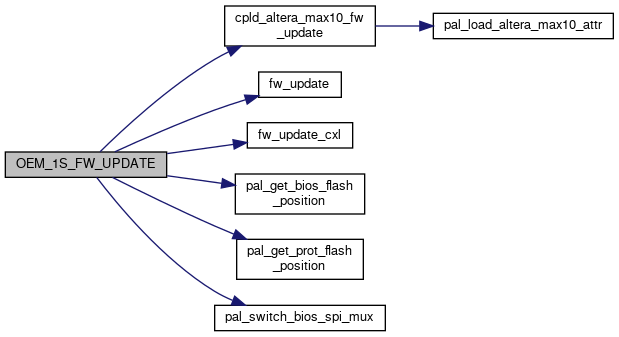 cpld_altera_max10_fw
_update
pal_load_altera_max10_attr
fw_update
fw_update_cxl
OEM_1S_FW_UPDATE
pal_get_bios_flash
_position
pal_get_prot_flash
_position
pal_switch_bios_spi_mux